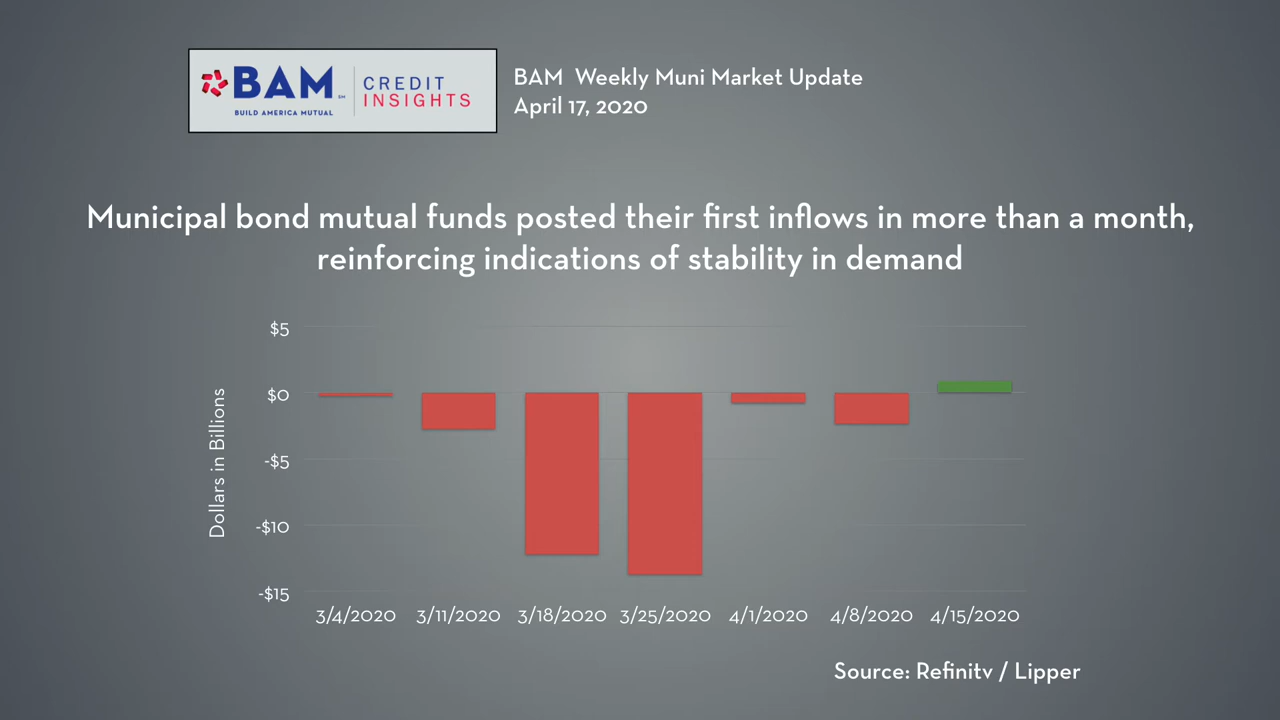 BAM SM
BUILD AMERICA MUTUAL
CREDIT
INSIGHTS
BAM Weekly Muni Market Update
April 17, 2020
Municipal bond mutual funds posted their first inflows in more than a month,
reinforcing indications of stability in demand
Dollars in Billions
$5
$0
-$5
-$10
-$15
3/4/2020 3/11/2020 3/18/2020 3/25/2020 4/1/2020 4/8/2020 4/15/2020
Source: Refinitv / Lipper